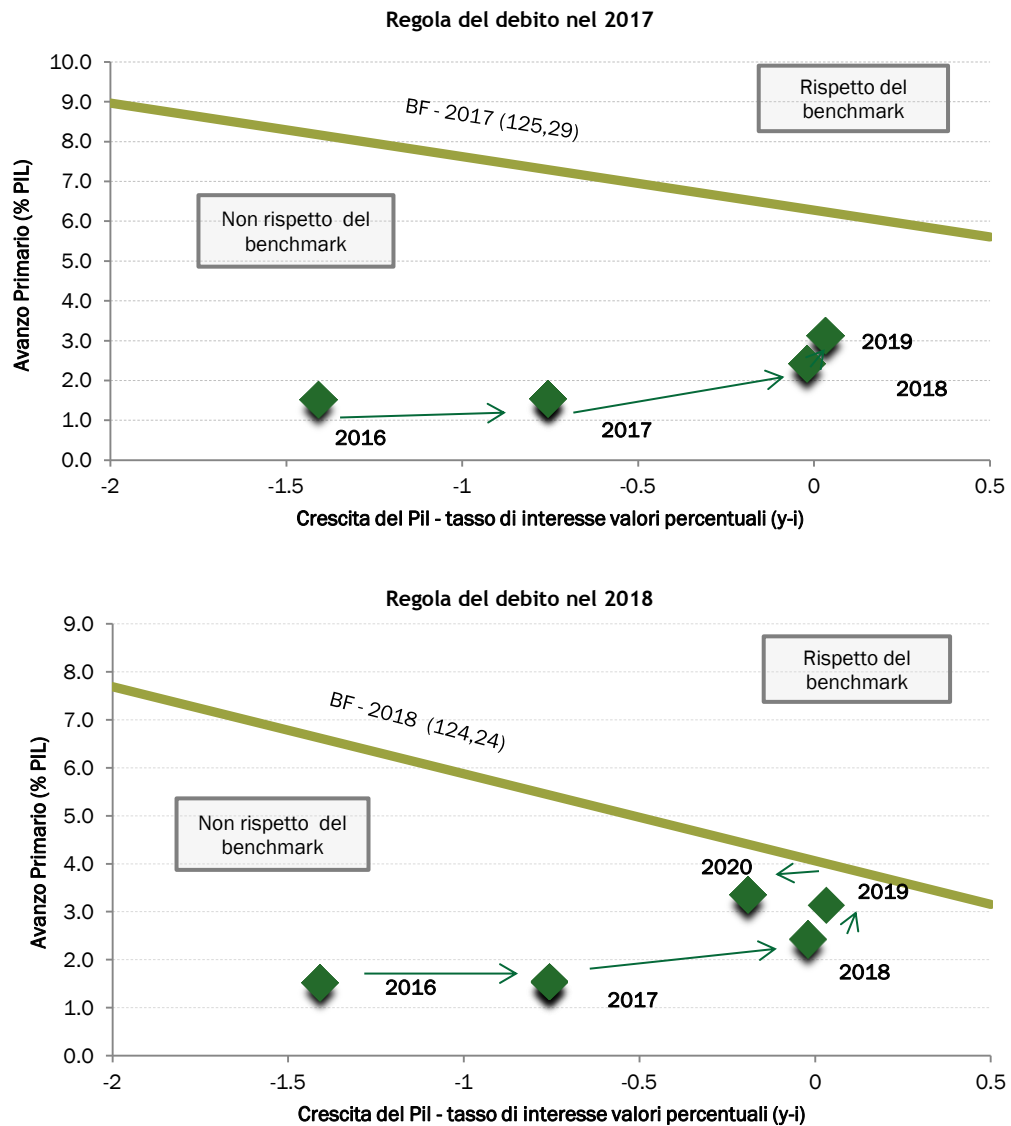 Regola del debito nel 2017
10.0
9.0
8.0
7.0
6.0
5.0
4.0
3.0
2.0
1.0
0.0
Avanzo Primario (% PIL)
BF - 2017 (125,29)
Rispetto del
benchmark
Non rispetto del
benchmark
2016
2017
2018
2019
-2
-1.5
-1
-0.5
0
0.5
Crescita del Pil - tasso di interesse valori percentuali (y-i)
Regola del debito nel 2018
9.0
8.0
7.0
6.0
5.0
4.0
3.0
2.0
1.0
0.0
Avanzo Primario (% PIL)
BF - 2018 (124,24)
Rispetto del
benchmark
Non rispetto del
benchmark
2016
2017
2018
2019
2020
-2
-1.5
-1
-0.5
0
0.5
Crescita del Pil - tasso di interesse valori percentuali (y-i)